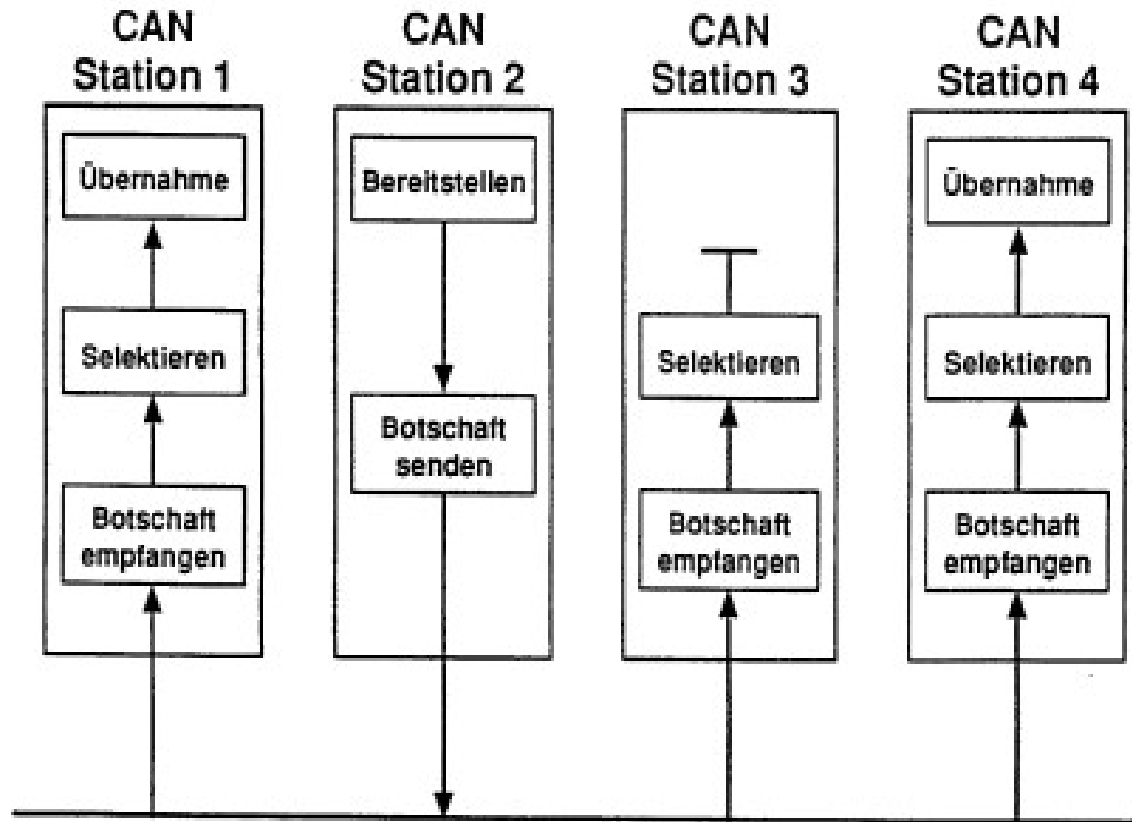 CAN
Station 1
Übernahme
Selektieren
Botschaft
empfangen
CAN
Station 2
Bereitstellen
Botschaft
senden
CAN
Station 3
Selektieren
Botschaft
empfangen
CAN
Station 4
Übernahme
Selektieren
Botschaft
empfangen